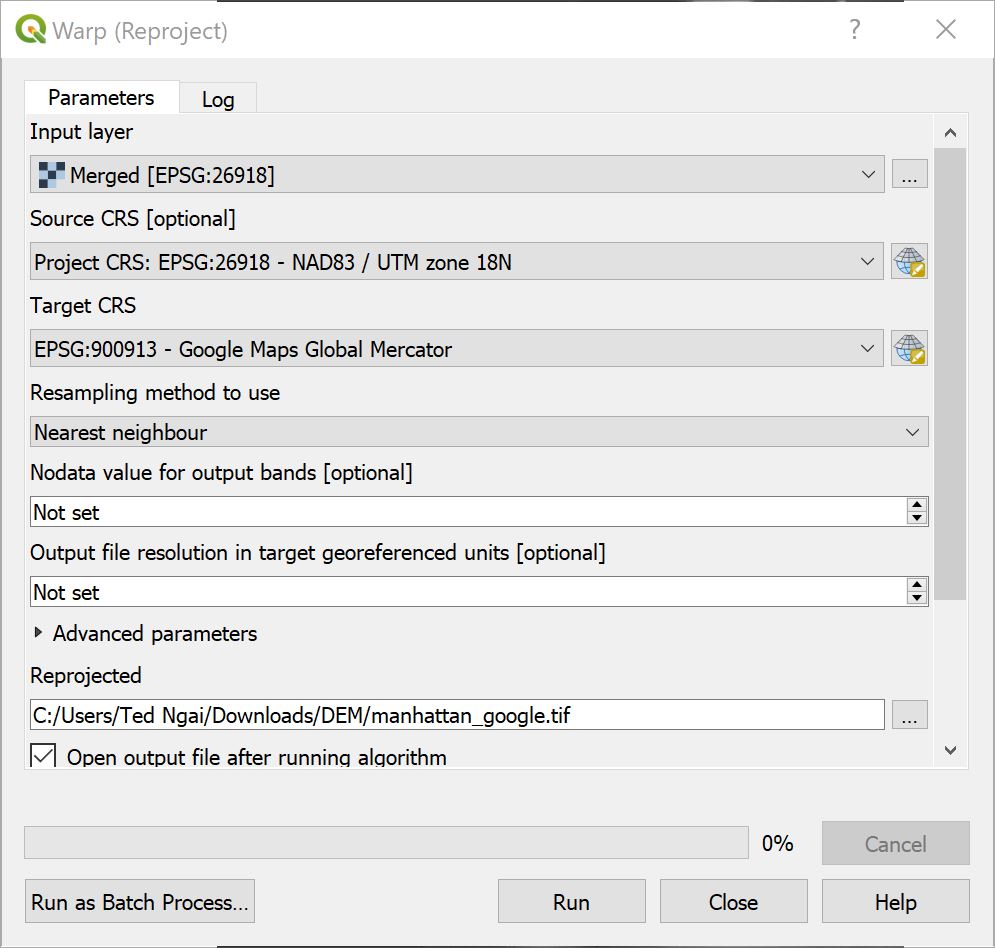 Warp (Reproject)
?
Parameters
Log
Input layer
Merged [EPSG:26918]
...
Source CRS [optional]
Project CRS: EPSG:26918 - NAD83 / UTM zone 18N
Target CRS
EPSG:900913 - Google Maps Global Mercator
Resampling method to use
Nearest neighbour
Nodata value for output bands [optional]
Not set
Output file resolution in target georeferenced units [optional]
Not set
Advanced parameters
Reprojected
C:/Users/Ted Ngai/Downloads/DEM/manhattan_google.tif
...
Open output file after running algorithm
0%
Cancel
Run as Batch Process...
Run
Close
Help